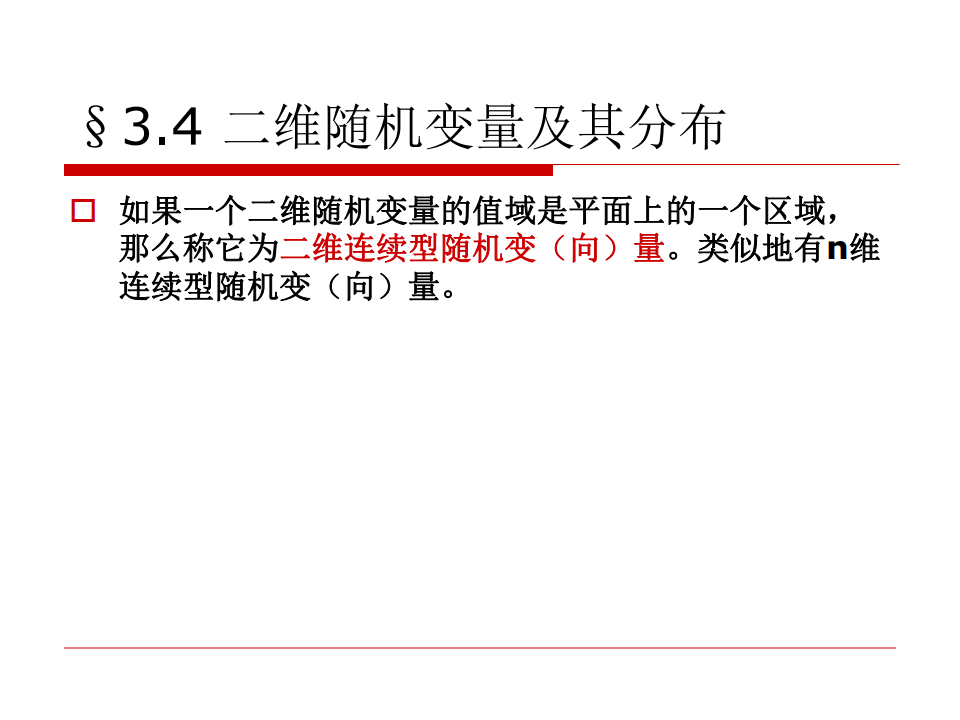 §3.4 二维随机变量及其分布
如果一个二维随机变量的值域是平面上的一个区域，
那么称它为二维连续型随机变（向）量。类似地有n维
连续型随机变（向）量。